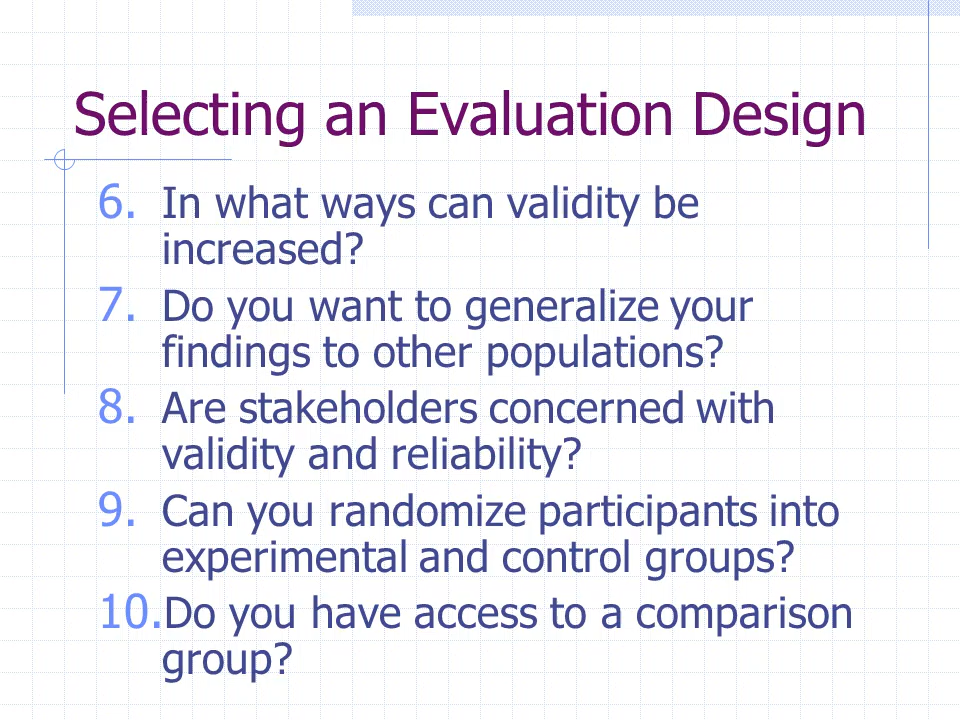 Selecting an Evaluation Design
6. In what ways can validity be
increased?
7. Do you want to generalize your
findings to other populations?
8. Are stakeholders concerned with
validity and reliability?
9. Can you randomize participants into
experimental and control groups?
10. Do you have access to a comparison
group?